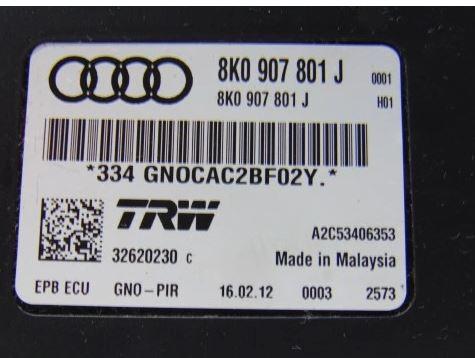 8K0 907 801 J 0001
8K0 907 801 J H01
*334 GNOCAC2BF02Y.*
TRW
A2C53406353
32620230 C Made in Malaysia
EPB ECU GNO-PIR 16.02.12 0003 2573